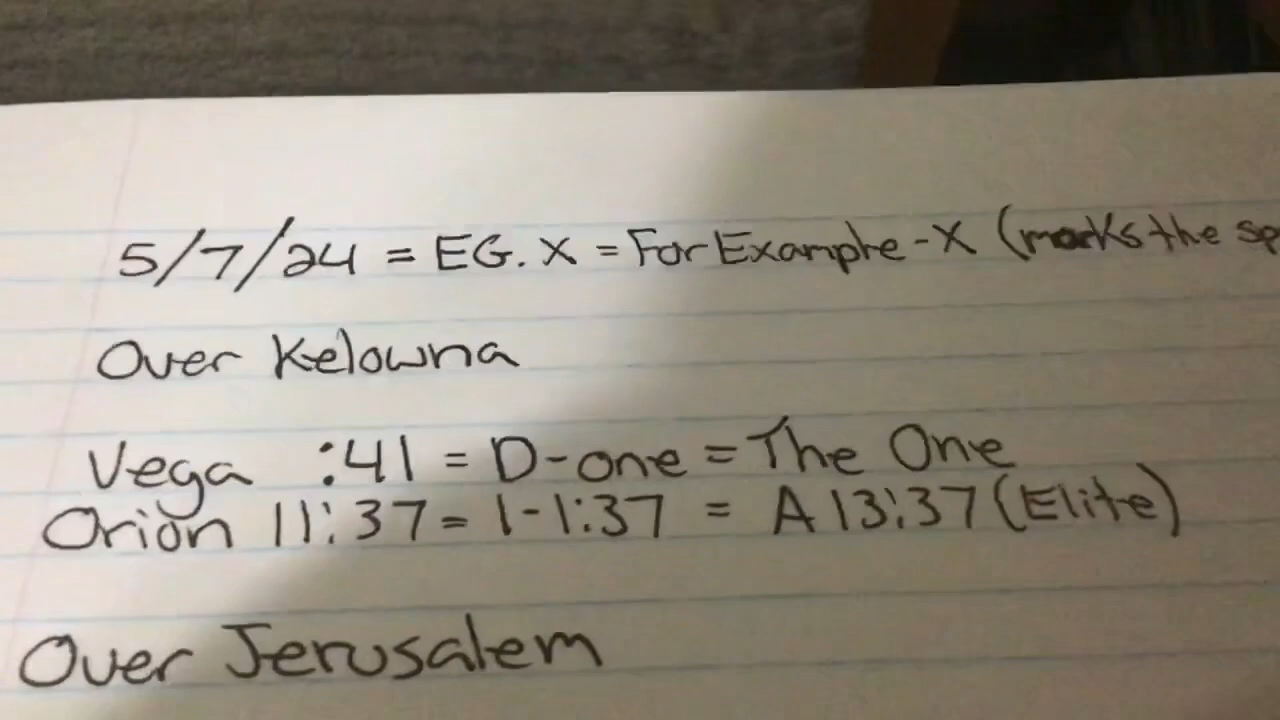 5/7/24 = EG. X = For Example - X (marks the
Over Kelowna
Vega :41 = D-one = The One
Orion 11:37 = 1-1:37 = A 13:37 (Elite)
Over Jerusalem